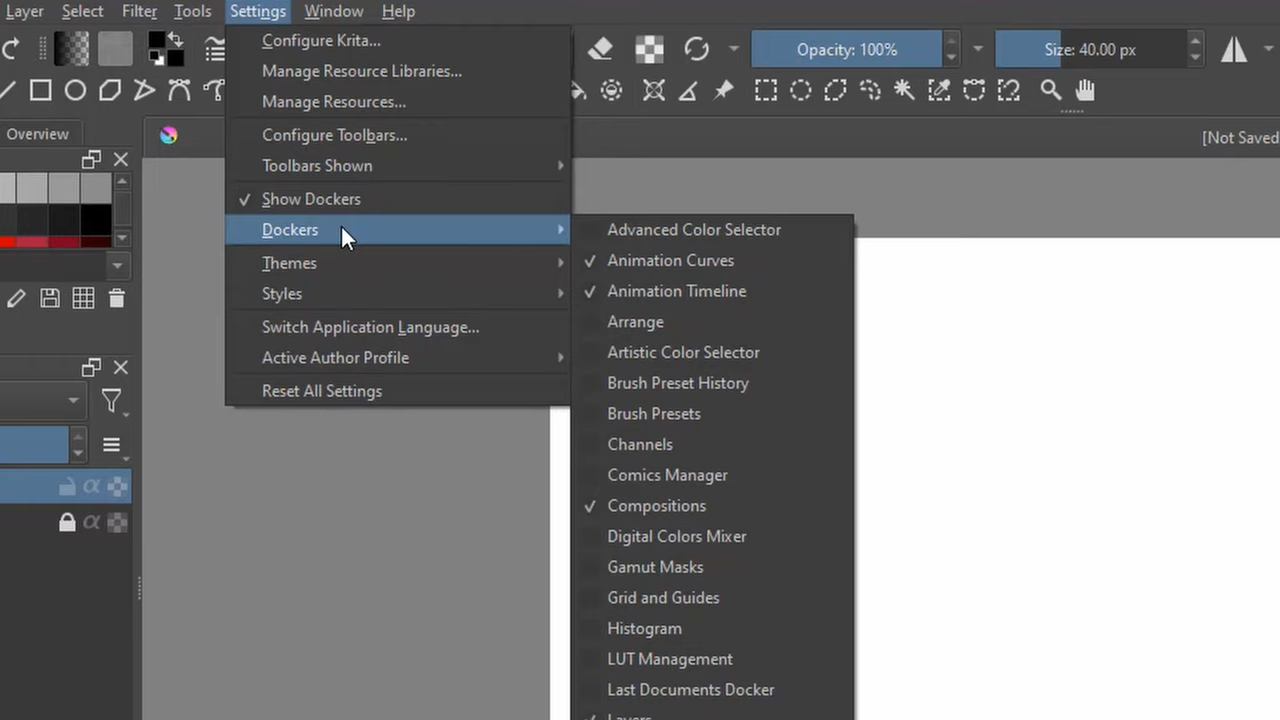 Layer Select Filter Tools Settings Window Help
Opacity: 100% Size: 40.00 px
Overview
[Not Saved
Configure Krita...
Manage Resource Libraries...
Manage Resources...
Configure Toolbars...
Toolbars Shown
Show Dockers
Dockers
Themes
Styles
Switch Application Language...
Active Author Profile
Reset All Settings
Advanced Color Selector
Animation Curves
Animation Timeline
Arrange
Artistic Color Selector
Brush Preset History
Brush Presets
Channels
Comics Manager
Compositions
Digital Colors Mixer
Gamut Masks
Grid and Guides
Histogram
LUT Management
Last Documents Docker
Layers